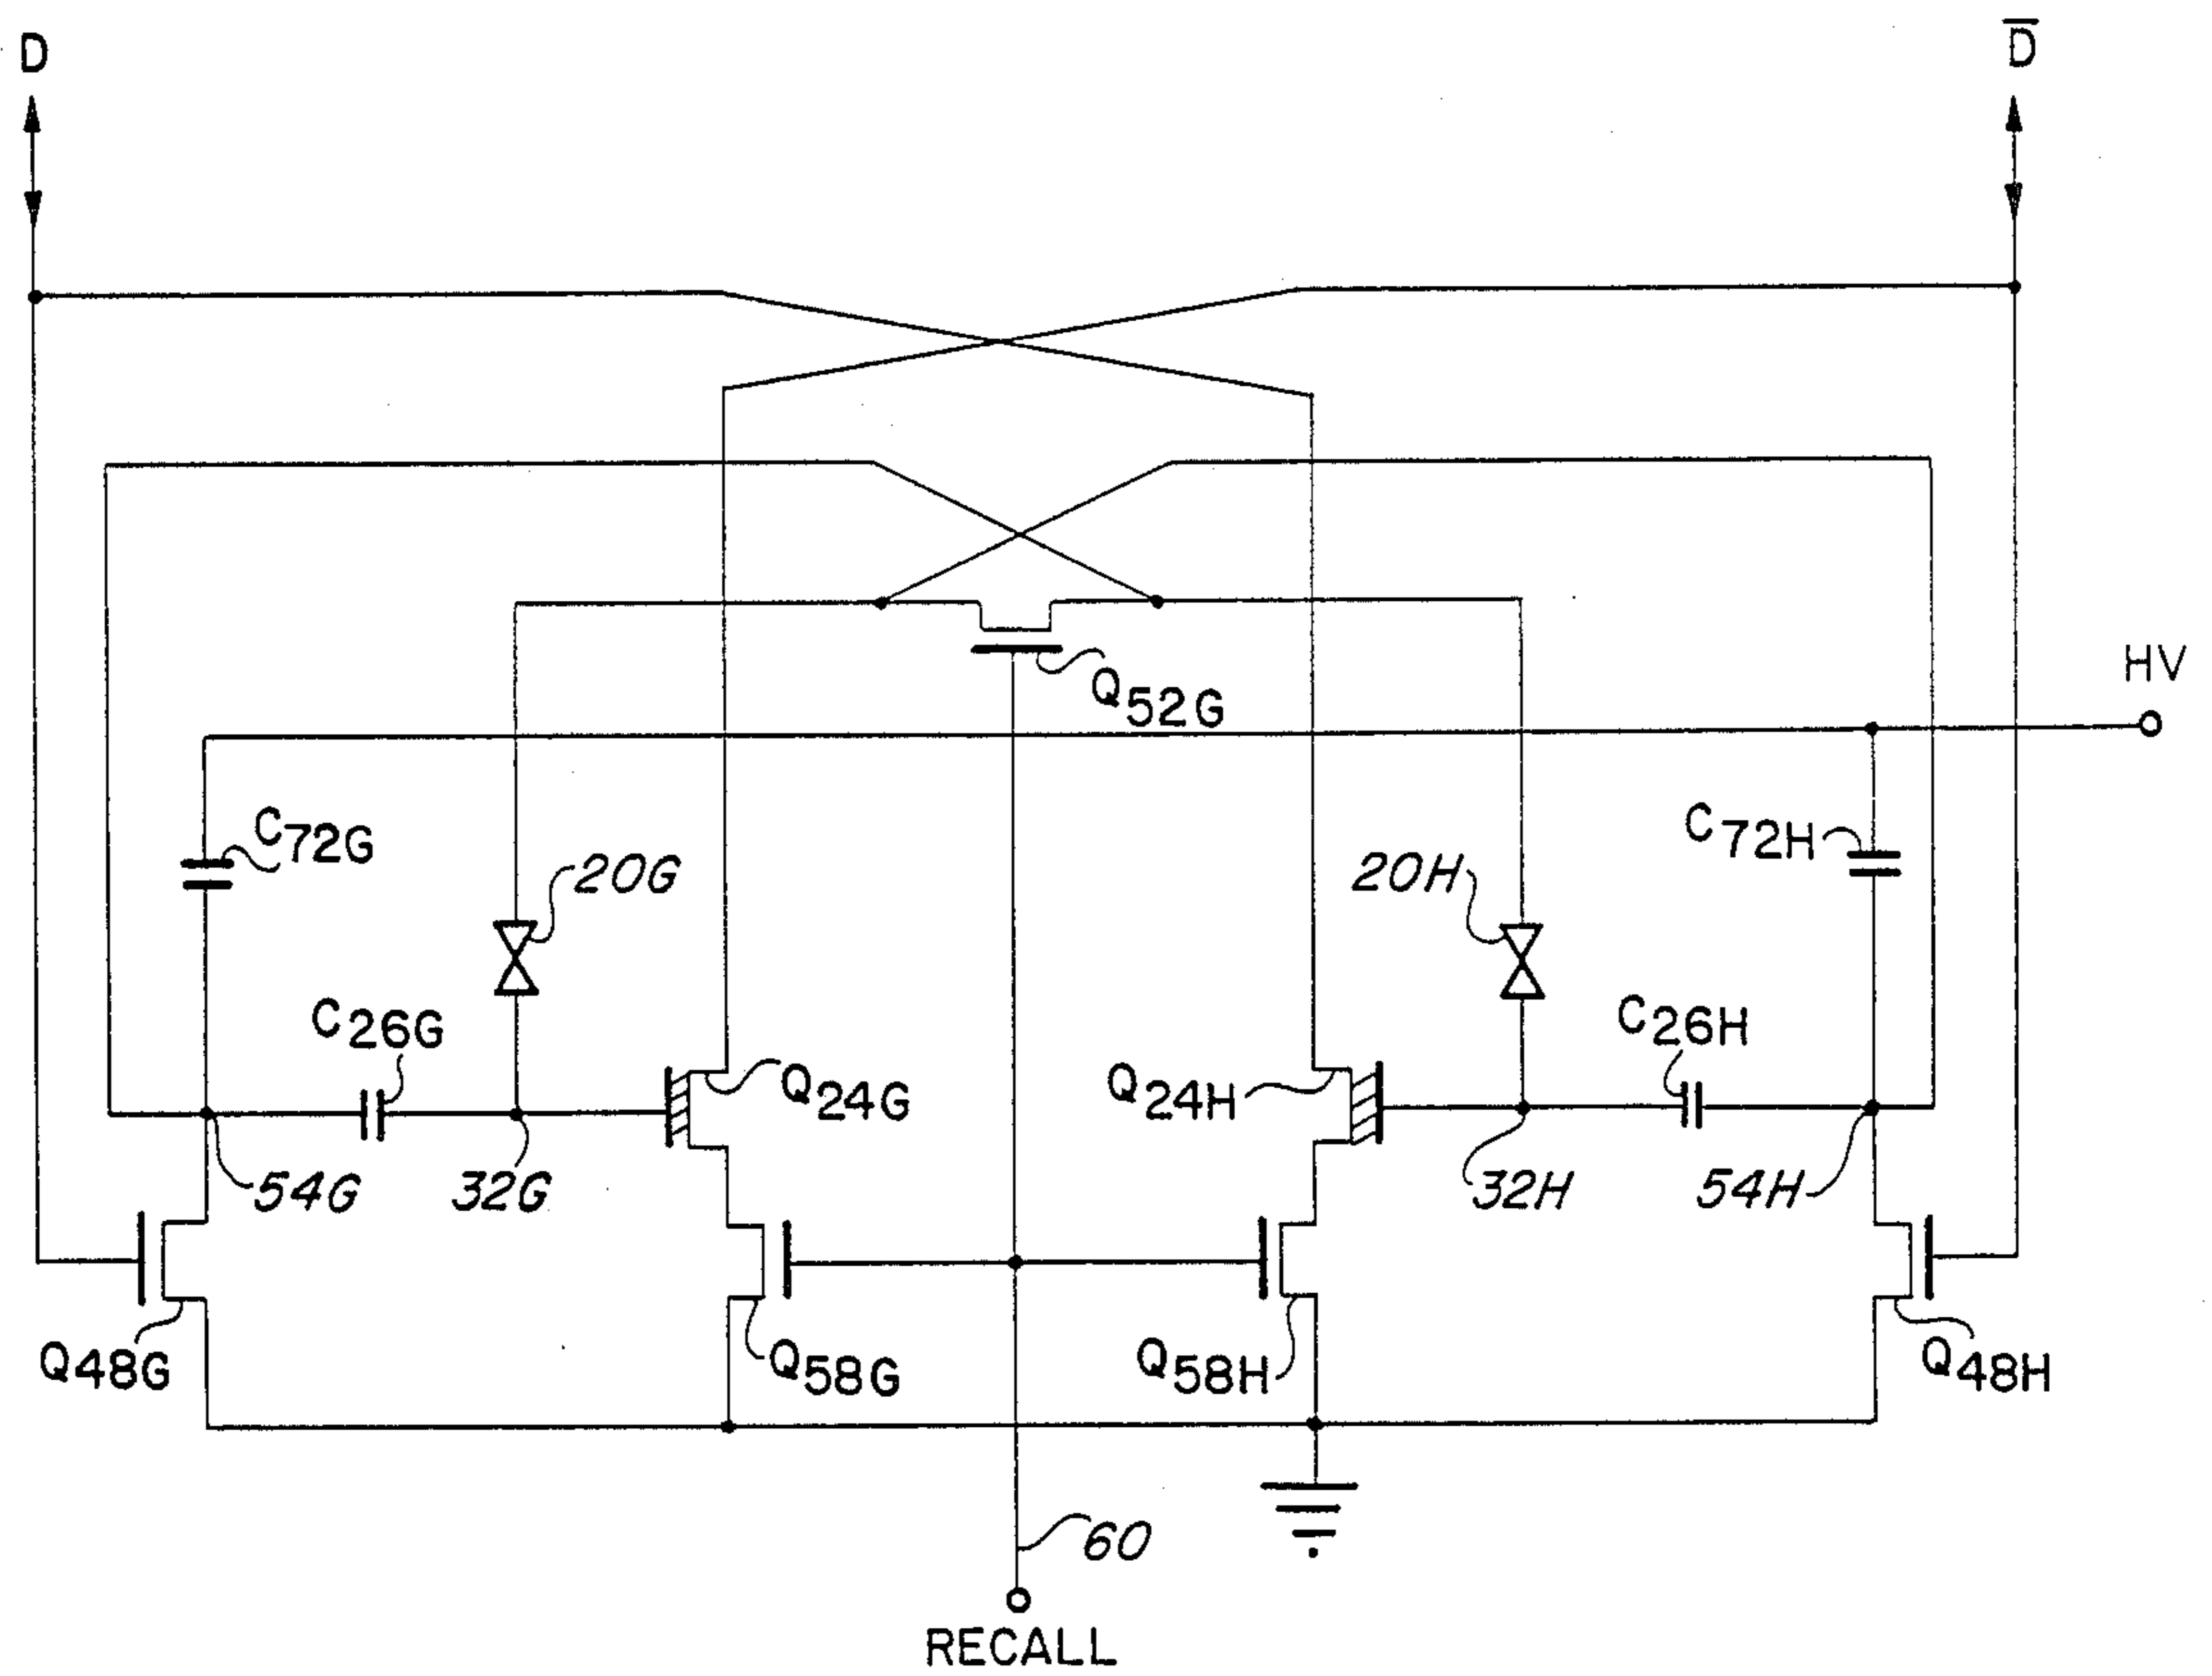 D
D̅
HV
Q52G
C72G
20G
20H
C72H
C26G
C26H
Q24G
Q24H
54G
32G
32H
54H
Q48G
Q58G
Q58H
Q48H
60
RECALL